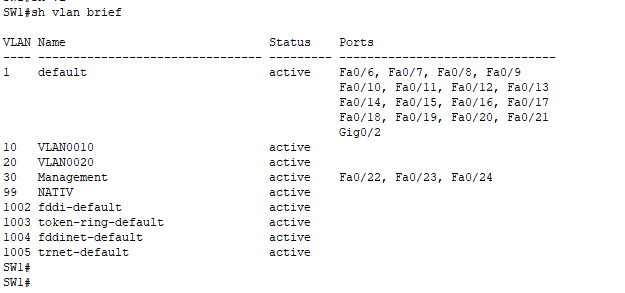 SW1#sh vlan brief
VLAN Name Status Ports
---- -------------------------------- --------- -------------------------------
1 default active Fa0/6, Fa0/7, Fa0/8, Fa0/9
Fa0/10, Fa0/11, Fa0/12, Fa0/13
Fa0/14, Fa0/15, Fa0/16, Fa0/17
Fa0/18, Fa0/19, Fa0/20, Fa0/21
Gig0/2
10 VLAN0010 active
20 VLAN0020 active
30 Management active Fa0/22, Fa0/23, Fa0/24
99 NATIV active
1002 fddi-default active
1003 token-ring-default active
1004 fddinet-default active
1005 trnet-default active
SW1#
SW1#